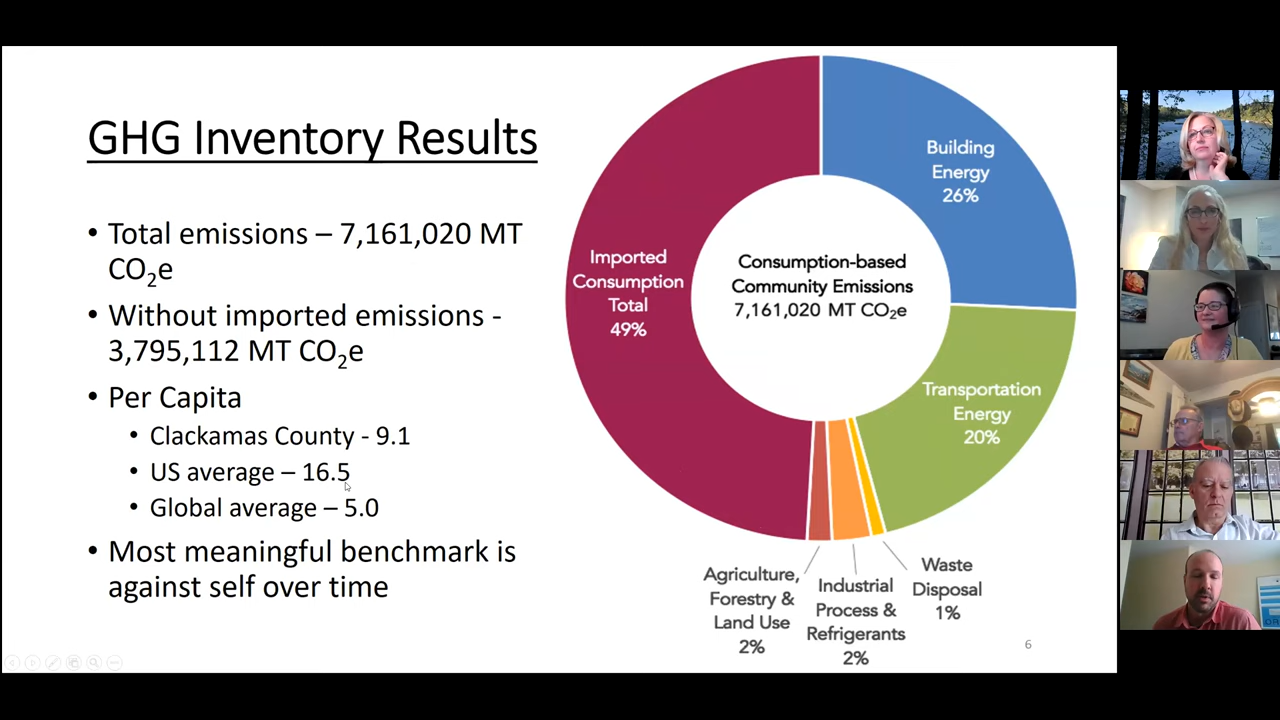 GHG Inventory Results
• Total emissions – 7,161,020 MT
CO₂e
• Without imported emissions -
3,795,112 MT CO₂e
• Per Capita
• Clackamas County - 9.1
• US average – 16.5
• Global average – 5.0
• Most meaningful benchmark is
against self over time
Building
Energy
26%
Imported
Consumption
Total
49%
Consumption-based
Community Emissions
7,161,020 MT CO₂e
Transportation
Energy
20%
Agriculture,
Forestry &
Land Use
2%
Industrial
Process &
Refrigerants
2%
Waste
Disposal
1%
6